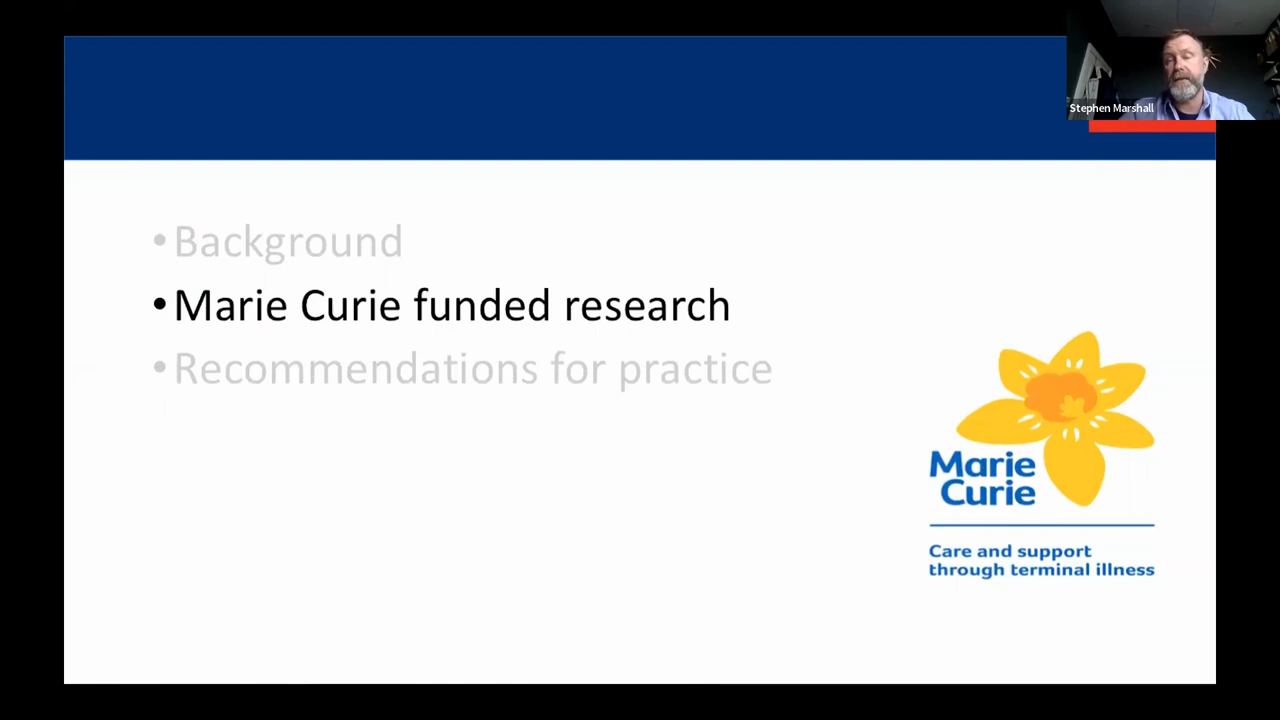 Stephen Marshall
•Background
•Marie Curie funded research
•Recommendations for practice
Marie
Curie
Care and support
through terminal illness